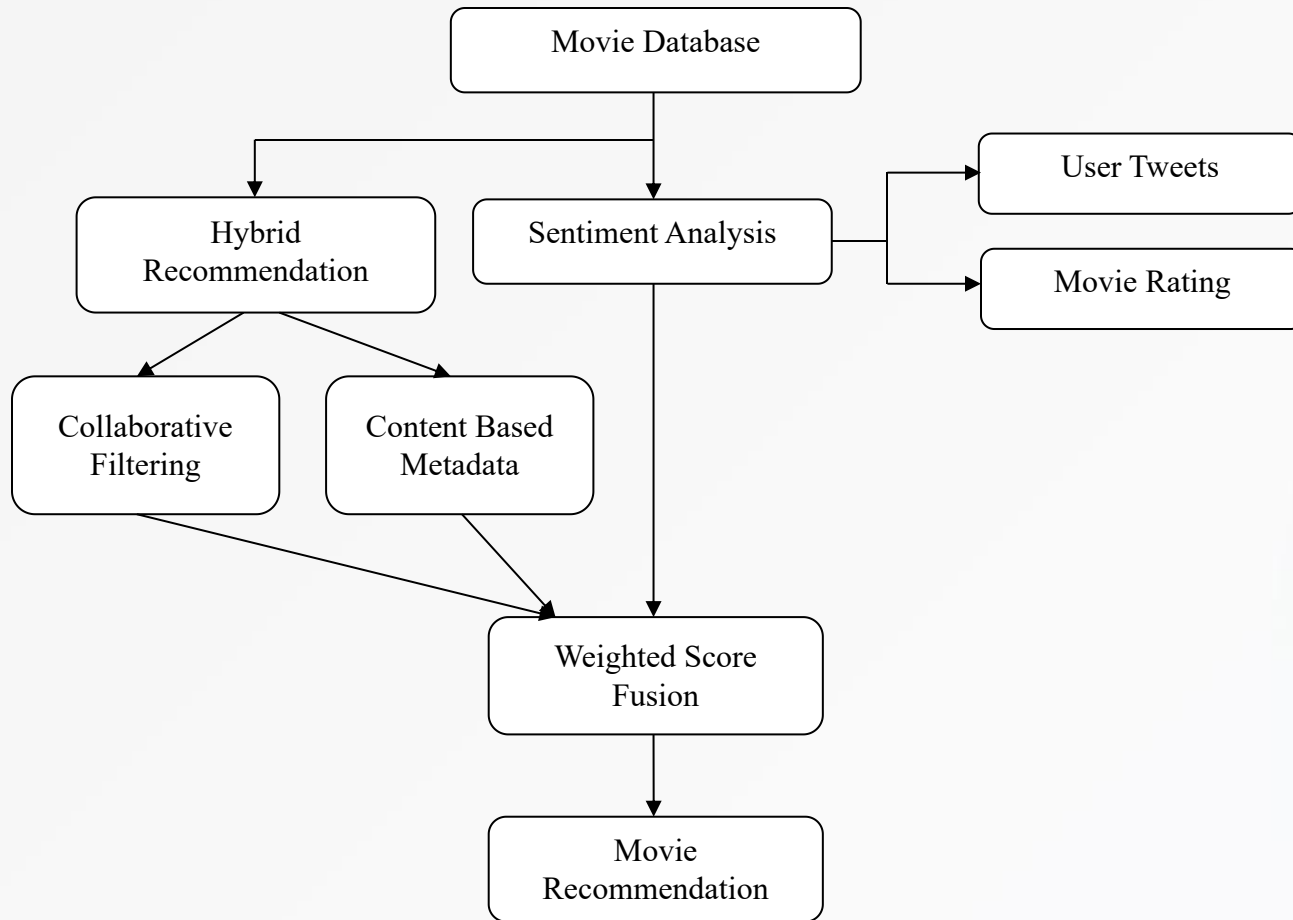 Movie Database
User Tweets
Hybrid
Recommendation
Sentiment Analysis
Movie Rating
Collaborative
Filtering
Content Based
Metadata
Weighted Score
Fusion
Movie
Recommendation